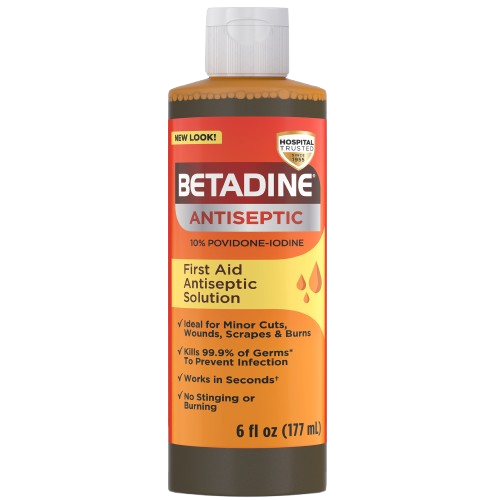 NEW LOOK!
HOSPITAL
TRUSTED
SINCE
1955
BETADINE®
ANTISEPTIC
10% POVIDONE-IODINE
First Aid
Antiseptic
Solution
✓ Ideal for Minor Cuts,
Wounds, Scrapes & Burns
✓ Kills 99.9% of Germs*
To Prevent Infection
✓ Works in Seconds†
✓ No Stinging or
Burning
6 fl oz (177 mL)